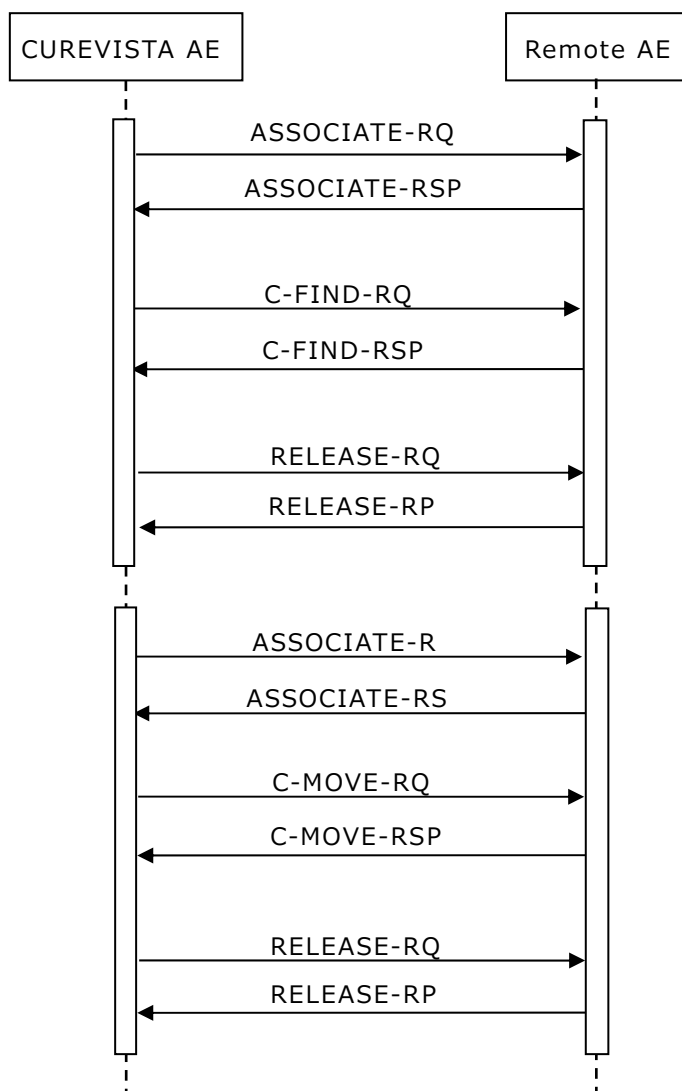 CUREVISTA AE
Remote AE
ASSOCIATE-RQ
ASSOCIATE-RSP
C-FIND-RQ
C-FIND-RSP
RELEASE-RQ
RELEASE-RP
ASSOCIATE-R
ASSOCIATE-RS
C-MOVE-RQ
C-MOVE-RSP
RELEASE-RQ
RELEASE-RP